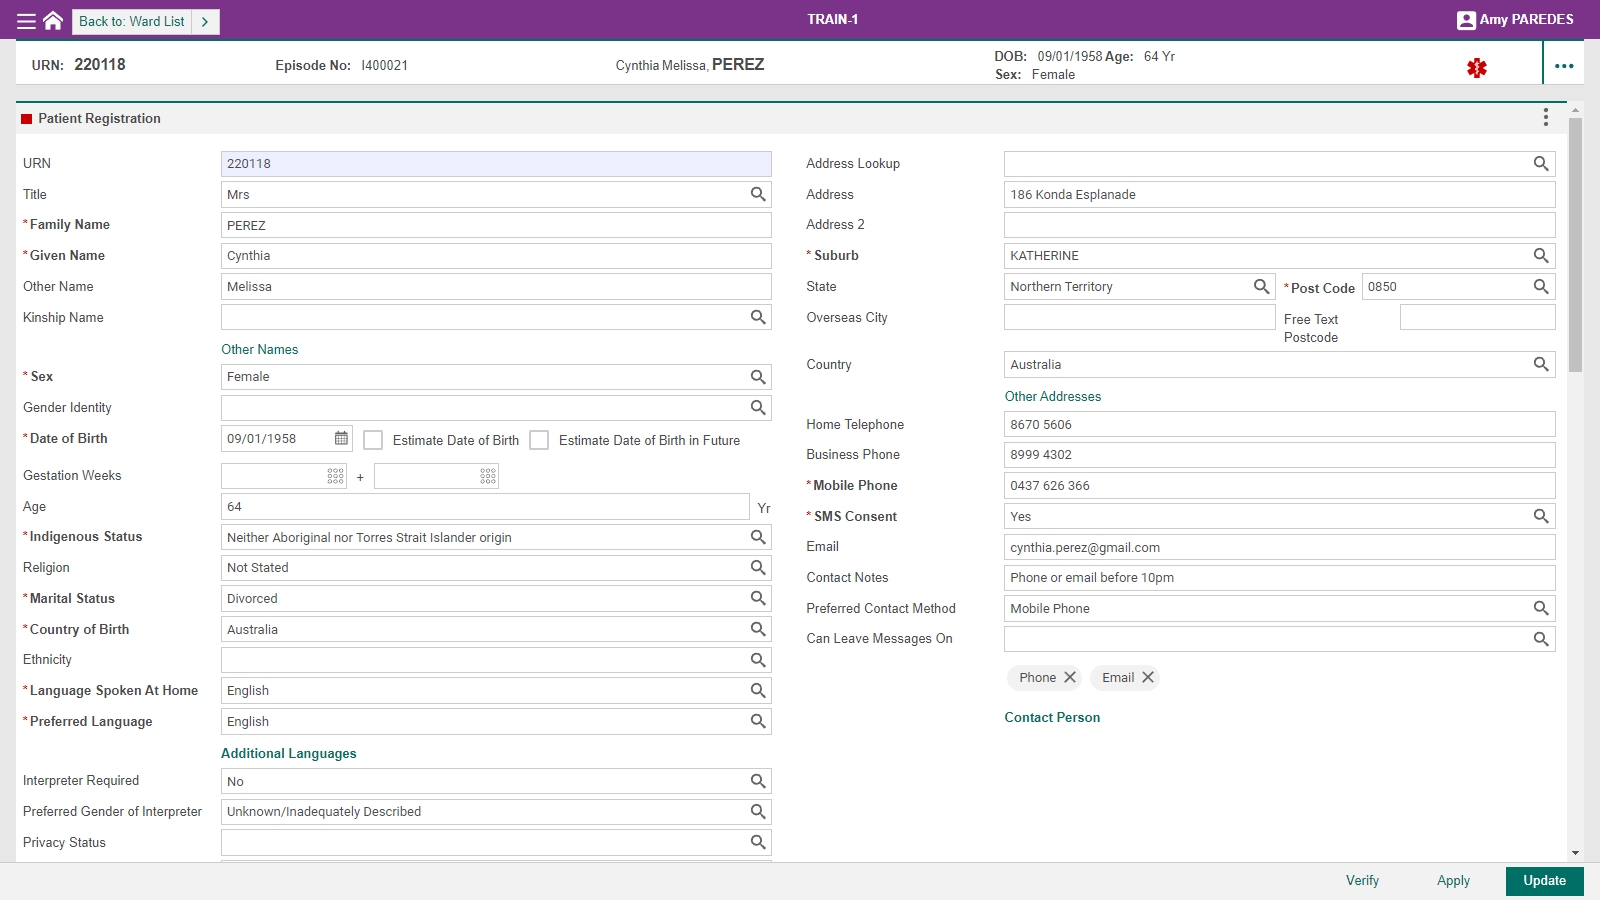 Back to: Ward List
TRAIN-1
Amy PAREDES
URN: 220118
Episode No: I400021
Cynthia Melissa, PEREZ
DOB: 09/01/1958 Age: 64 Yr
Sex: Female
Patient Registration
URN 220118
Title Mrs
*Family Name PEREZ
*Given Name Cynthia
Other Name Melissa
Kinship Name
Other Names
*Sex Female
Gender Identity
*Date of Birth 09/01/1958 Estimate Date of Birth Estimate Date of Birth in Future
Gestation Weeks +
Age 64 Yr
*Indigenous Status Neither Aboriginal nor Torres Strait Islander origin
Religion Not Stated
*Marital Status Divorced
*Country of Birth Australia
Ethnicity
*Language Spoken At Home English
*Preferred Language English
Additional Languages
Interpreter Required No
Preferred Gender of Interpreter Unknown/Inadequately Described
Privacy Status
Address Lookup
Address 186 Konda Esplanade
Address 2
*Suburb KATHERINE
State Northern Territory *Post Code 0850
Overseas City Free Text
Postcode
Country Australia
Other Addresses
Home Telephone 8670 5606
Business Phone 8999 4302
*Mobile Phone 0437 626 366
*SMS Consent Yes
Email cynthia.perez@gmail.com
Contact Notes Phone or email before 10pm
Preferred Contact Method Mobile Phone
Can Leave Messages On
Phone Email
Contact Person
Verify Apply Update